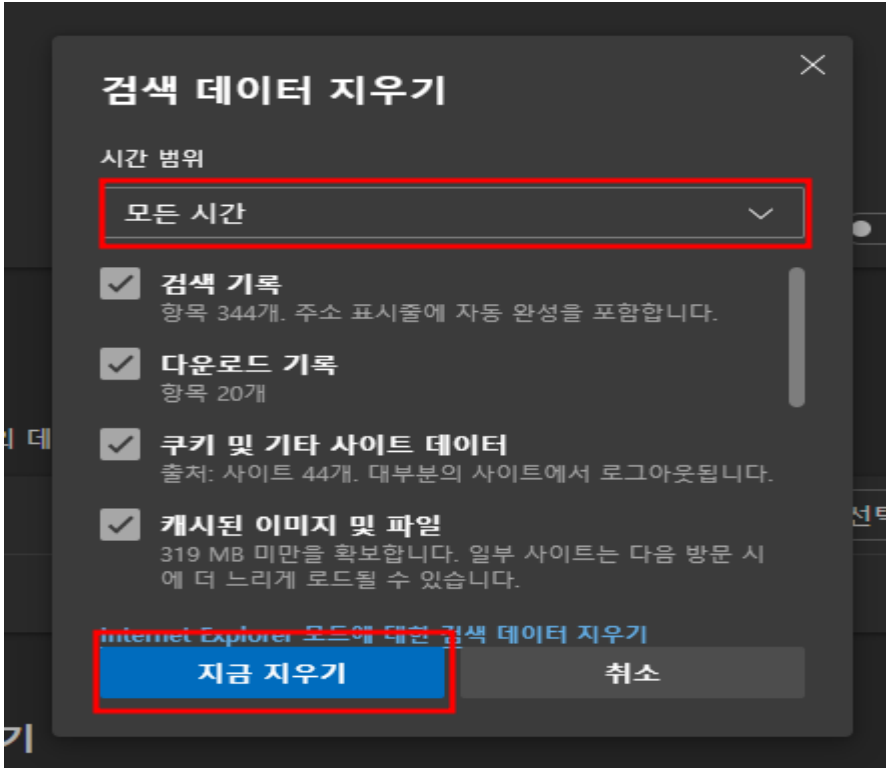 검색 데이터 지우기
시간 범위
모든 시간
검색 기록
항목 344개. 주소 표시줄에 자동 완성을 포함합니다.
다운로드 기록
항목 20개
의 데
쿠키 및 기타 사이트 데이터
출처: 사이트 44개. 대부분의 사이트에서 로그아웃됩니다.
캐시된 이미지 및 파일
선택
319 MB 미만을 확보합니다. 일부 사이트는 다음 방문 시
에 더 느리게 로드될 수 있습니다.
Internet Explorer 모드에 대한 검색 데이터 지우기
지금 지우기
취소
기